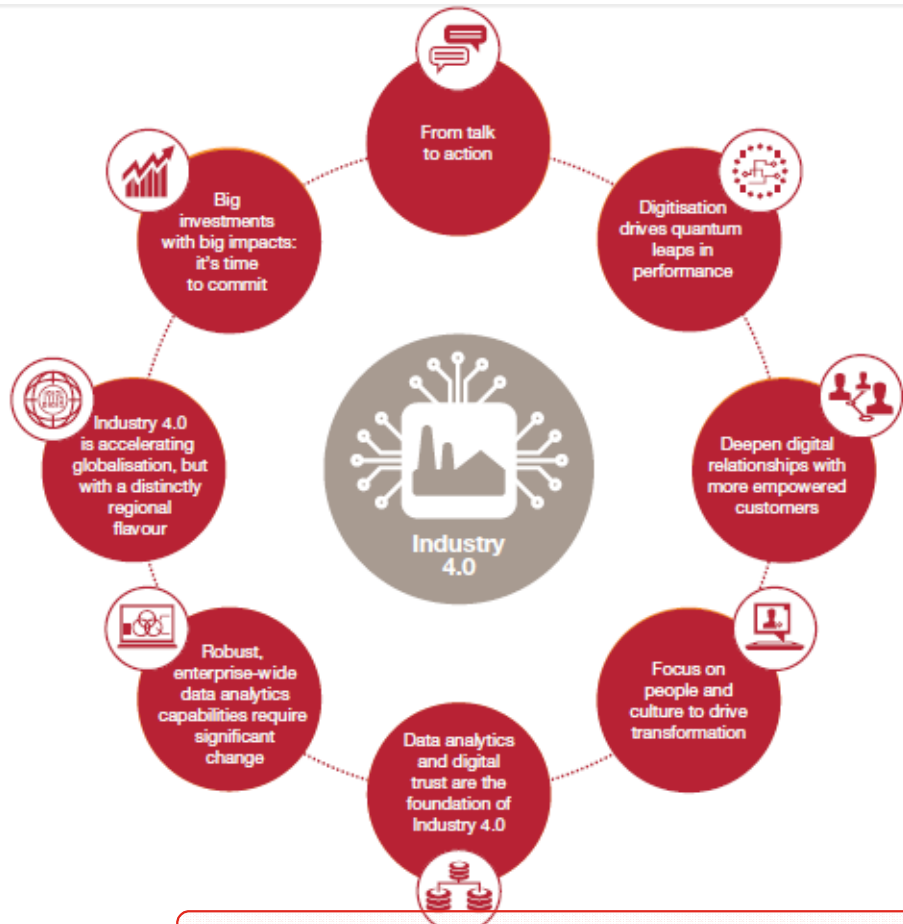 From talk
to action
Digitisation
drives quantum
leaps in
performance
Deepen digital
relationships with
more empowered
customers
Focus on
people and
culture to drive
transformation
Data analytics
and digital
trust are the
foundation of
Industry 4.0
Robust,
enterprise-wide
data analytics
capabilities require
significant
change
Industry 4.0
is accelerating
globalisation, but
with a distinctly
regional
flavour
Big
investments
with big impacts:
it's time
to commit
Industry
4.0